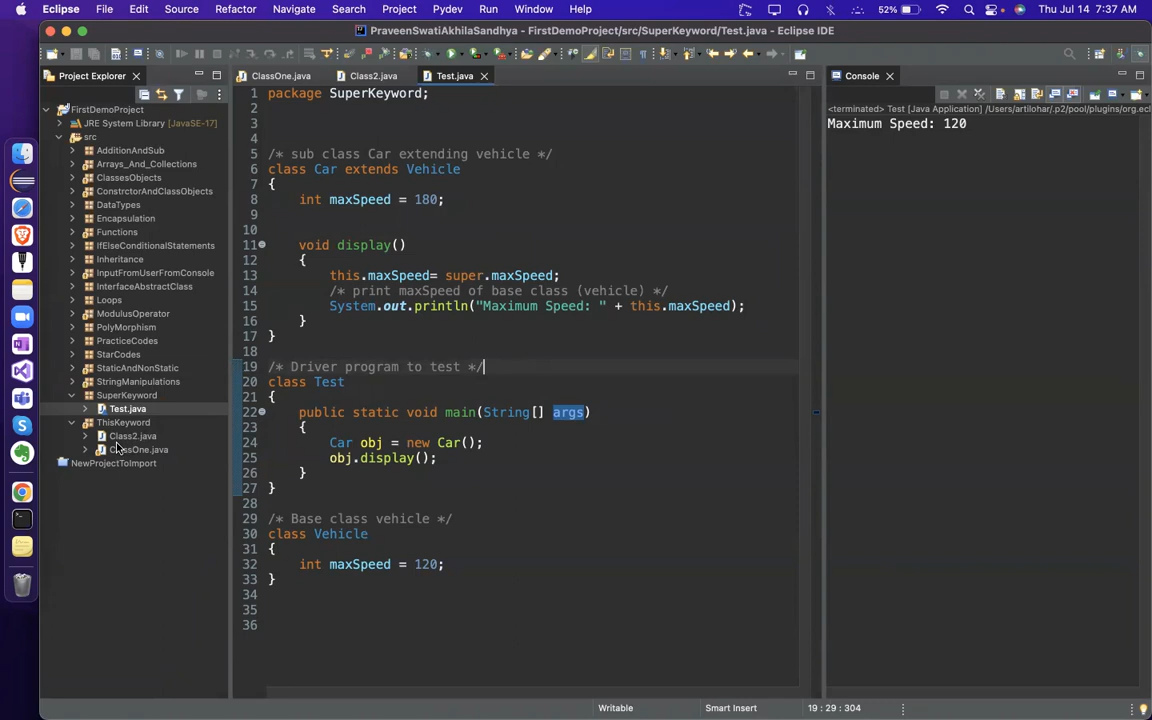 Eclipse File Edit Source Refactor Navigate Search Project Pydev Run Window Help 52% Thu Jul 14 7:37 AM
PraveenSwatiAkhilaSandhya - FirstDemoProject/src/SuperKeyword/Test.java - Eclipse IDE
Project Explorer
FirstDemoProject
JRE System Library [JavaSE-17]
src
AdditionAndSub
Arrays_And_Collections
ClassesObjects
ConstrctorAndClassObjects
DataTypes
Encapsulation
Functions
IfElseConditionalStatements
Inheritance
InputFromUserFromConsole
InterfaceAbstractClass
Loops
ModulusOperator
PolyMorphism
PracticeCodes
StarCodes
StaticAndNonStatic
StringManipulations
SuperKeyword
Test.java
ThisKeyword
Class2.java
ClassOne.java
NewProjectToImport
ClassOne.java Class2.java Test.java
1 package SuperKeyword;
2
3
4
5 /* sub class Car extending vehicle */
6 class Car extends Vehicle
7 {
8 int maxSpeed = 180;
9
10
11 void display()
12 {
13 this.maxSpeed= super.maxSpeed;
14 /* print maxSpeed of base class (vehicle) */
15 System.out.println("Maximum Speed: " + this.maxSpeed);
16 }
17 }
18
19 /* Driver program to test */
20 class Test
21 {
22 public static void main(String[] args)
23 {
24 Car obj = new Car();
25 obj.display();
26 }
27 }
28
29 /* Base class vehicle */
30 class Vehicle
31 {
32 int maxSpeed = 120;
33 }
34
35
36
Console
<terminated> Test [Java Application] /Users/artilohar/.p2/pool/plugins/org.ecl
Maximum Speed: 120
Writable Smart Insert 19 : 29 : 304